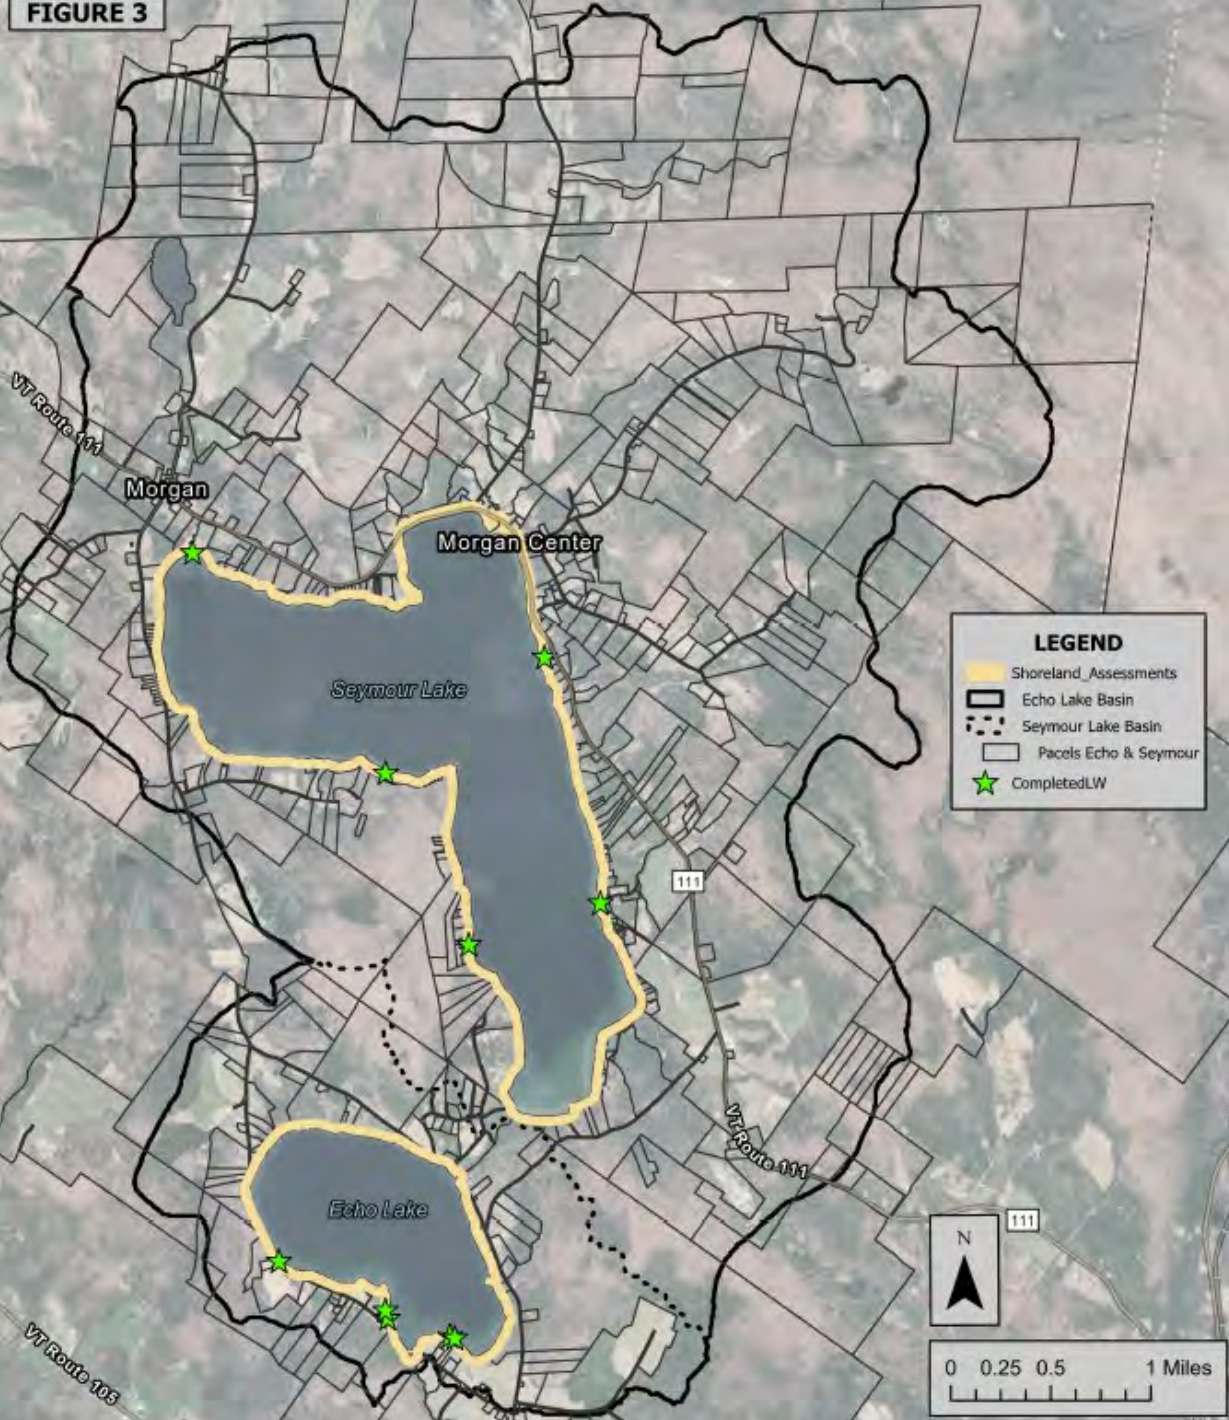 FIGURE 3
VT Route 111
Morgan
Morgan Center
Seymour Lake
LEGEND
Shoreland_Assessments
Echo Lake Basin
Seymour Lake Basin
Pacels Echo & Seymour
CompletedLW
111
VT Route 111
Echo Lake
111
N
VT Route 105
0 0.25 0.5 1 Miles